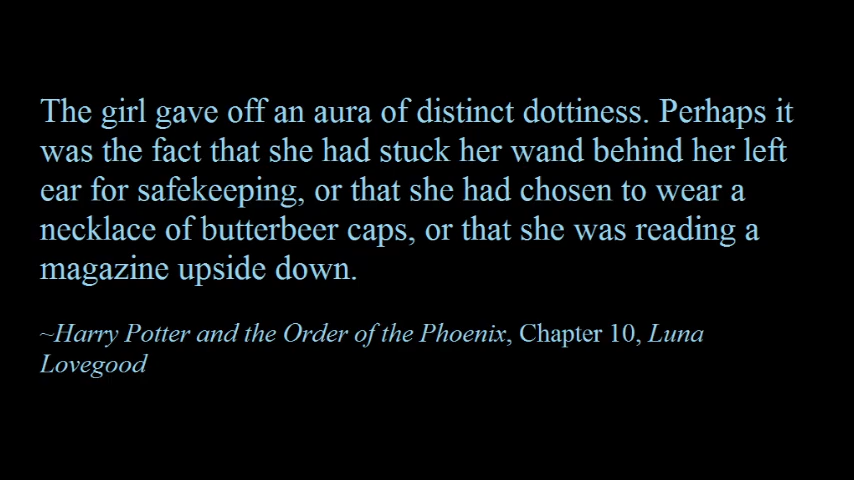 The girl gave off an aura of distinct dottiness. Perhaps it
was the fact that she had stuck her wand behind her left
ear for safekeeping, or that she had chosen to wear a
necklace of butterbeer caps, or that she was reading a
magazine upside down.
~Harry Potter and the Order of the Phoenix, Chapter 10, Luna
Lovegood